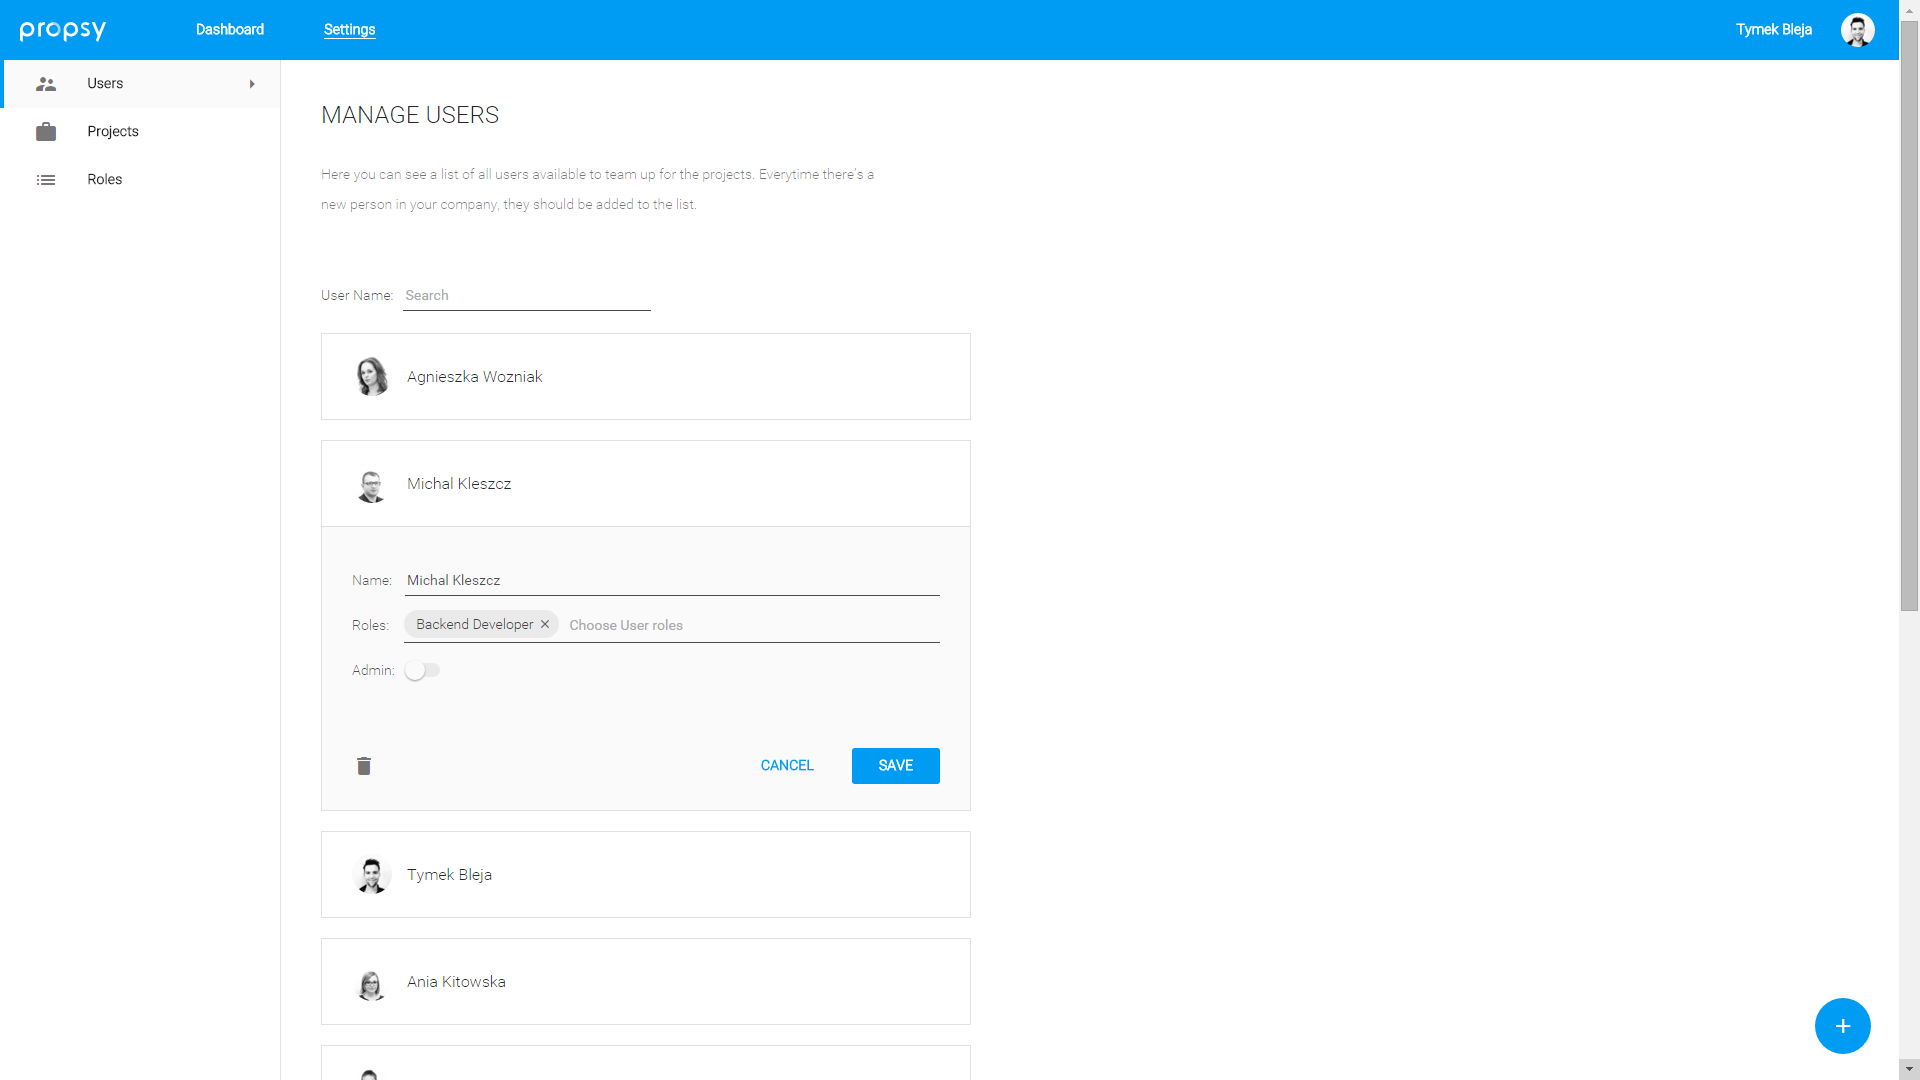 propsy
Dashboard
Settings
Tymek Bleja
Users
Projects
Roles
MANAGE USERS
Here you can see a list of all users available to team up for the projects. Everytime there's a
new person in your company, they should be added to the list.
User Name: Search
Agnieszka Wozniak
Michal Kleszcz
Name: Michal Kleszcz
Roles: Backend Developer Choose User roles
Admin:
CANCEL
SAVE
Tymek Bleja
Ania Kitowska